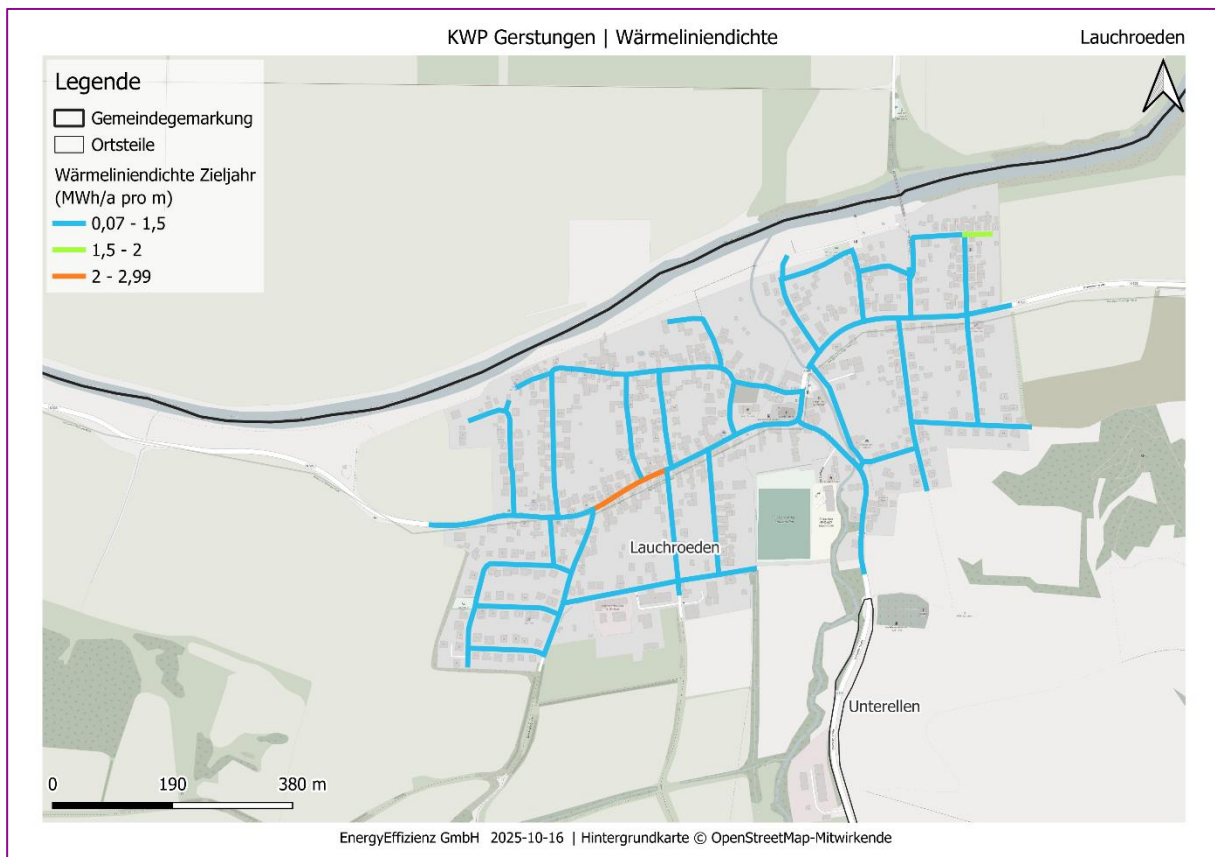 KWP Gerstungen | Wärmeliniendichte
Lauchroeden
Legende
Gemeindegemarkung
Ortsteile
Wärmeliniendichte Zieljahr
(MWh/a pro m)
0,07 - 1,5
1,5 - 2
2 - 2,99
Lauchroeden
Unterellen
0 190 380 m
EnergyEffizienz GmbH 2025-10-16 | Hintergrundkarte © OpenStreetMap-Mitwirkende